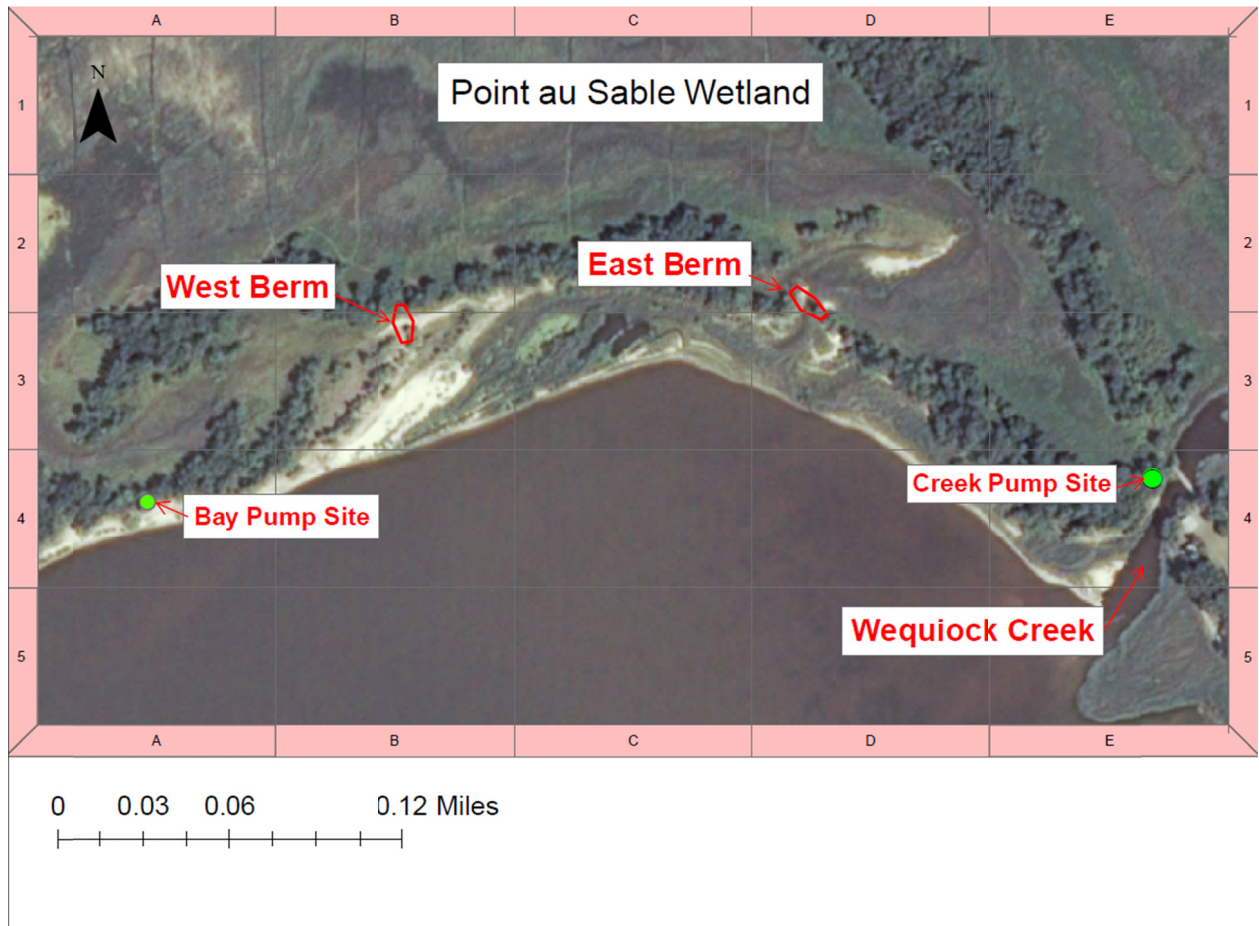 A B C D E
N
Point au Sable Wetland
1 1
2 2
East Berm
West Berm
3 3
Creek Pump Site
4 4
Bay Pump Site
Wequiock Creek
5 5
A B C D E
0 0.03 0.06 0.12 Miles